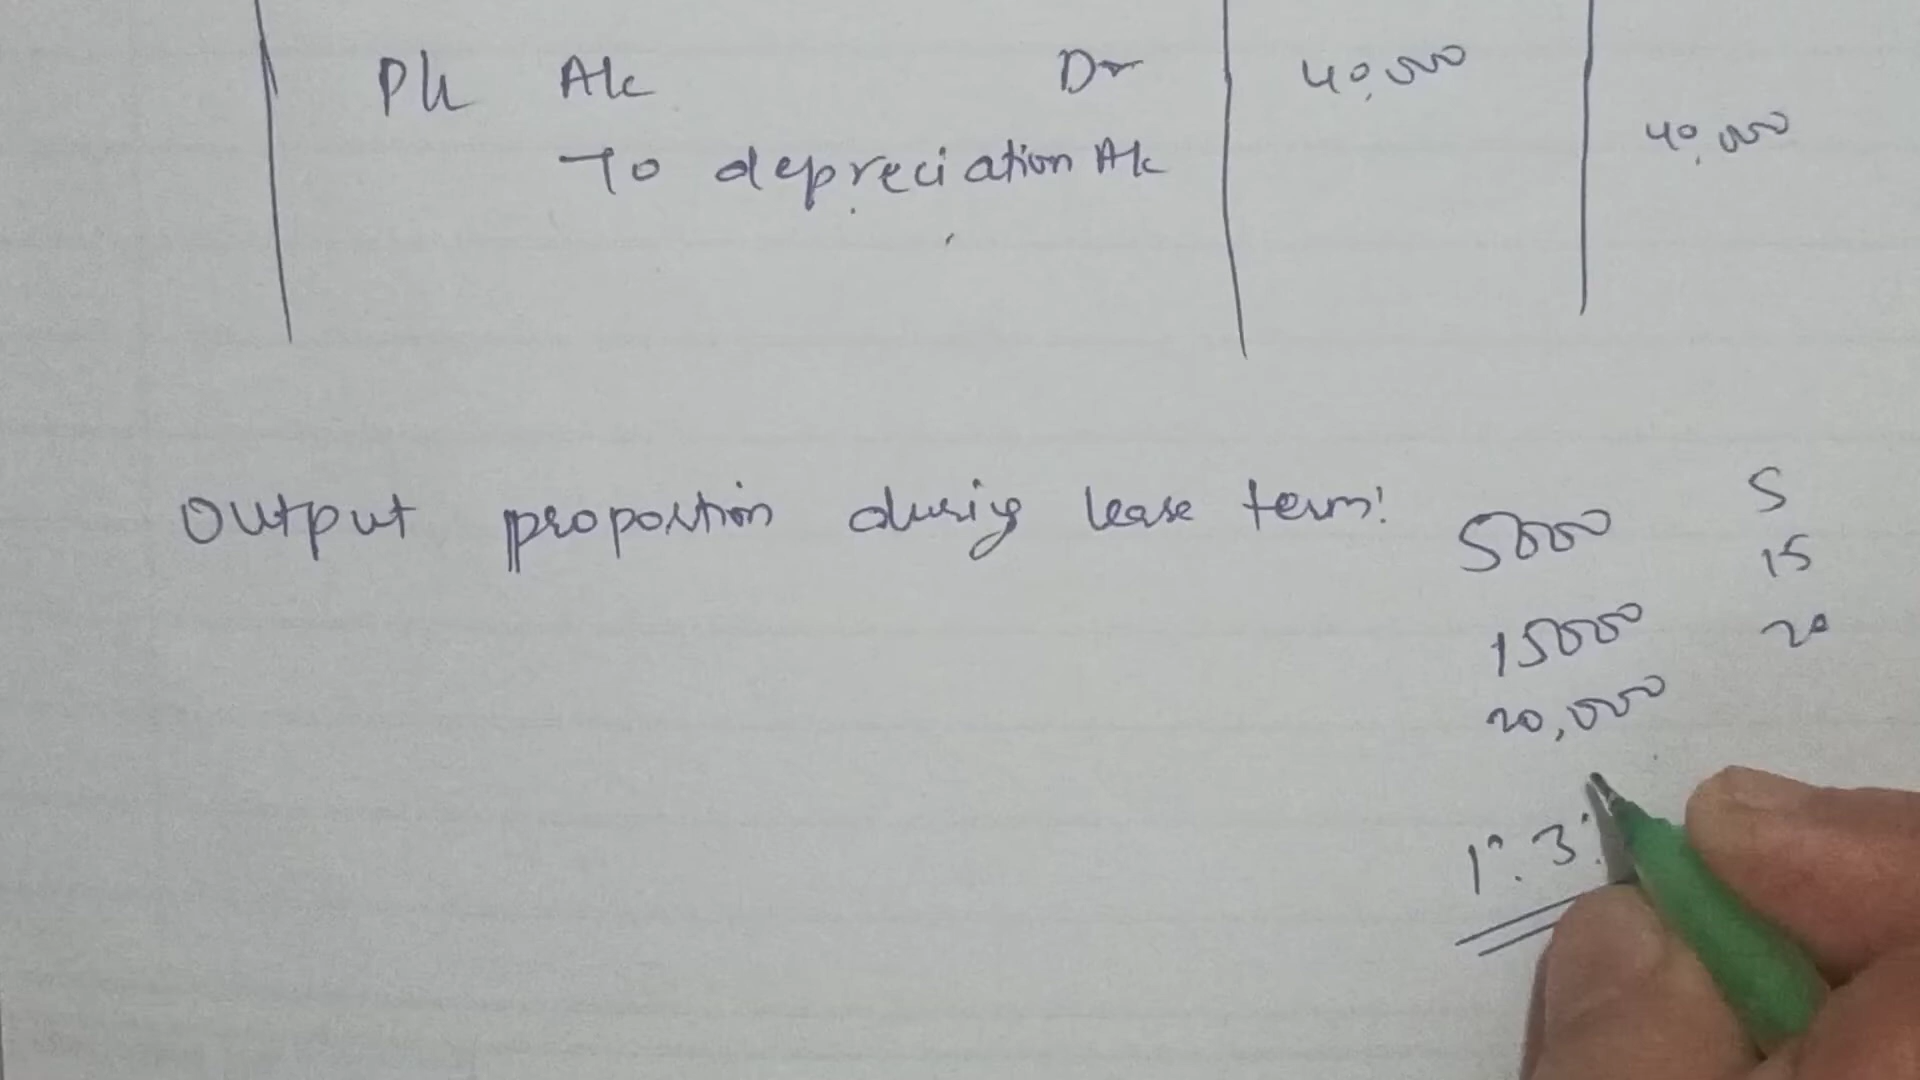 P/L A/c Dr 40,000
To depreciation A/c 40,000
Output proportion during lease term: 5000 5
15000 15
20,000 20
1: 3: